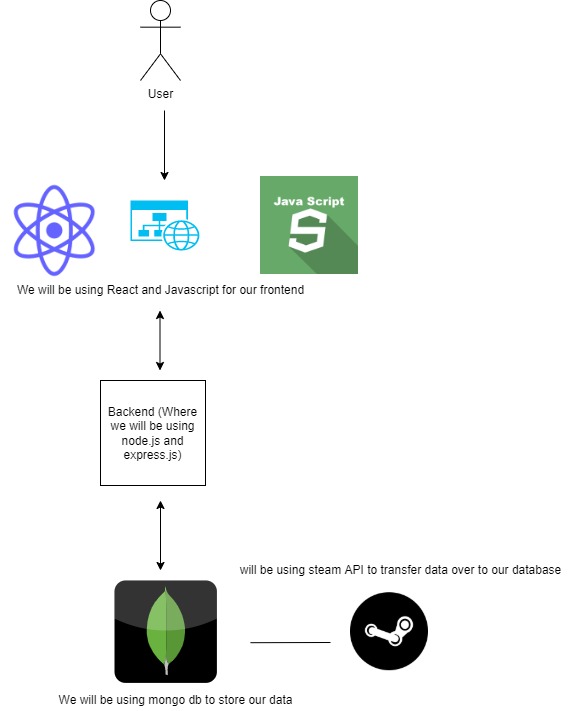 User
Java Script
We will be using React and Javascript for our frontend
Backend (Where
we will be using
node.js and
express.js)
will be using steam API to transfer data over to our database
We will be using mongo db to store our data